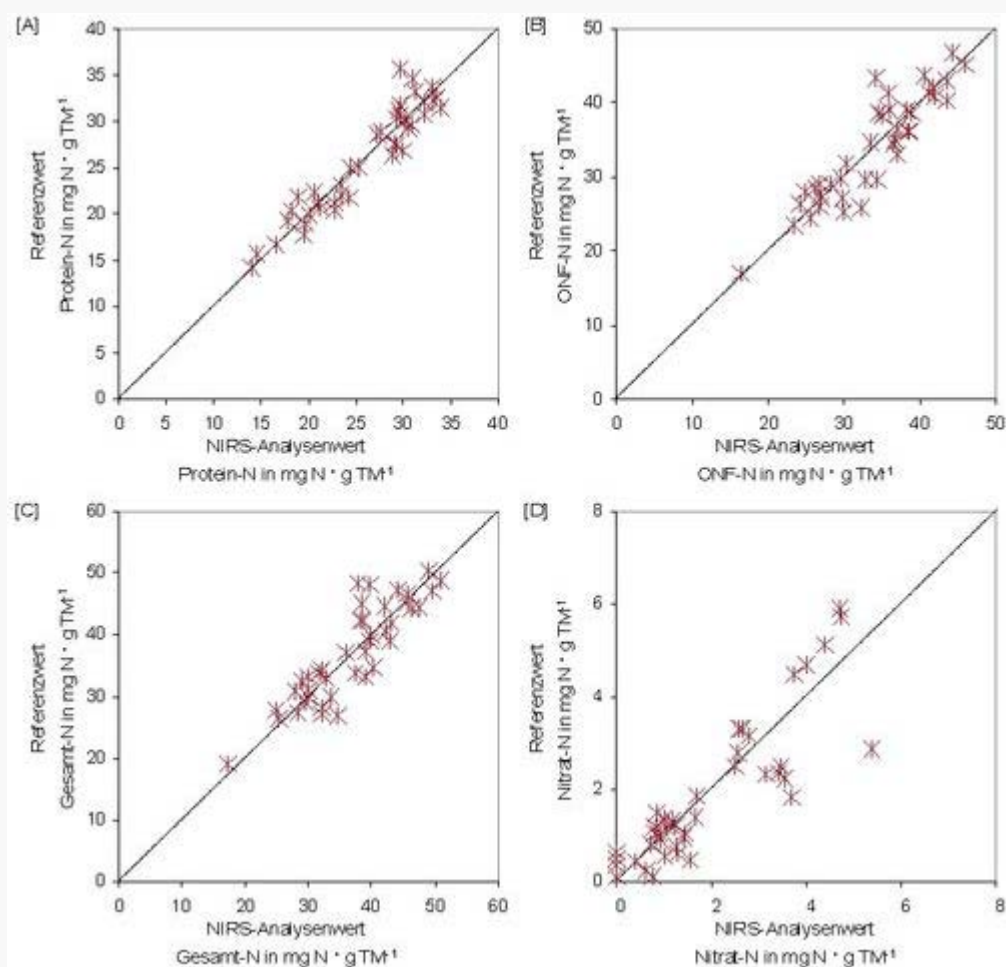 [A]
40
35
30
25
20
15
10
5
0
Referenzwert
Protein-N in mg N * g TM-1
0 5 10 15 20 25 30 35 40
NIRS-Analysenwert
Protein-N in mg N * g TM-1
[B]
50
40
30
20
10
0
Referenzwert
ONF-N in mg N * g TM-1
0 10 20 30 40 50
NIRS-Analysenwert
ONF-N in mg N * g TM-1
[C]
60
50
40
30
20
10
0
Referenzwert
Gesamt-N in mg N * g TM-1
0 10 20 30 40 50 60
NIRS-Analysenwert
Gesamt-N in mg N * g TM-1
[D]
8
6
4
2
0
Referenzwert
Nitrat-N in mg N * g TM-1
0 2 4 6 8
NIRS-Analysenwert
Nitrat-N in mg N * g TM-1